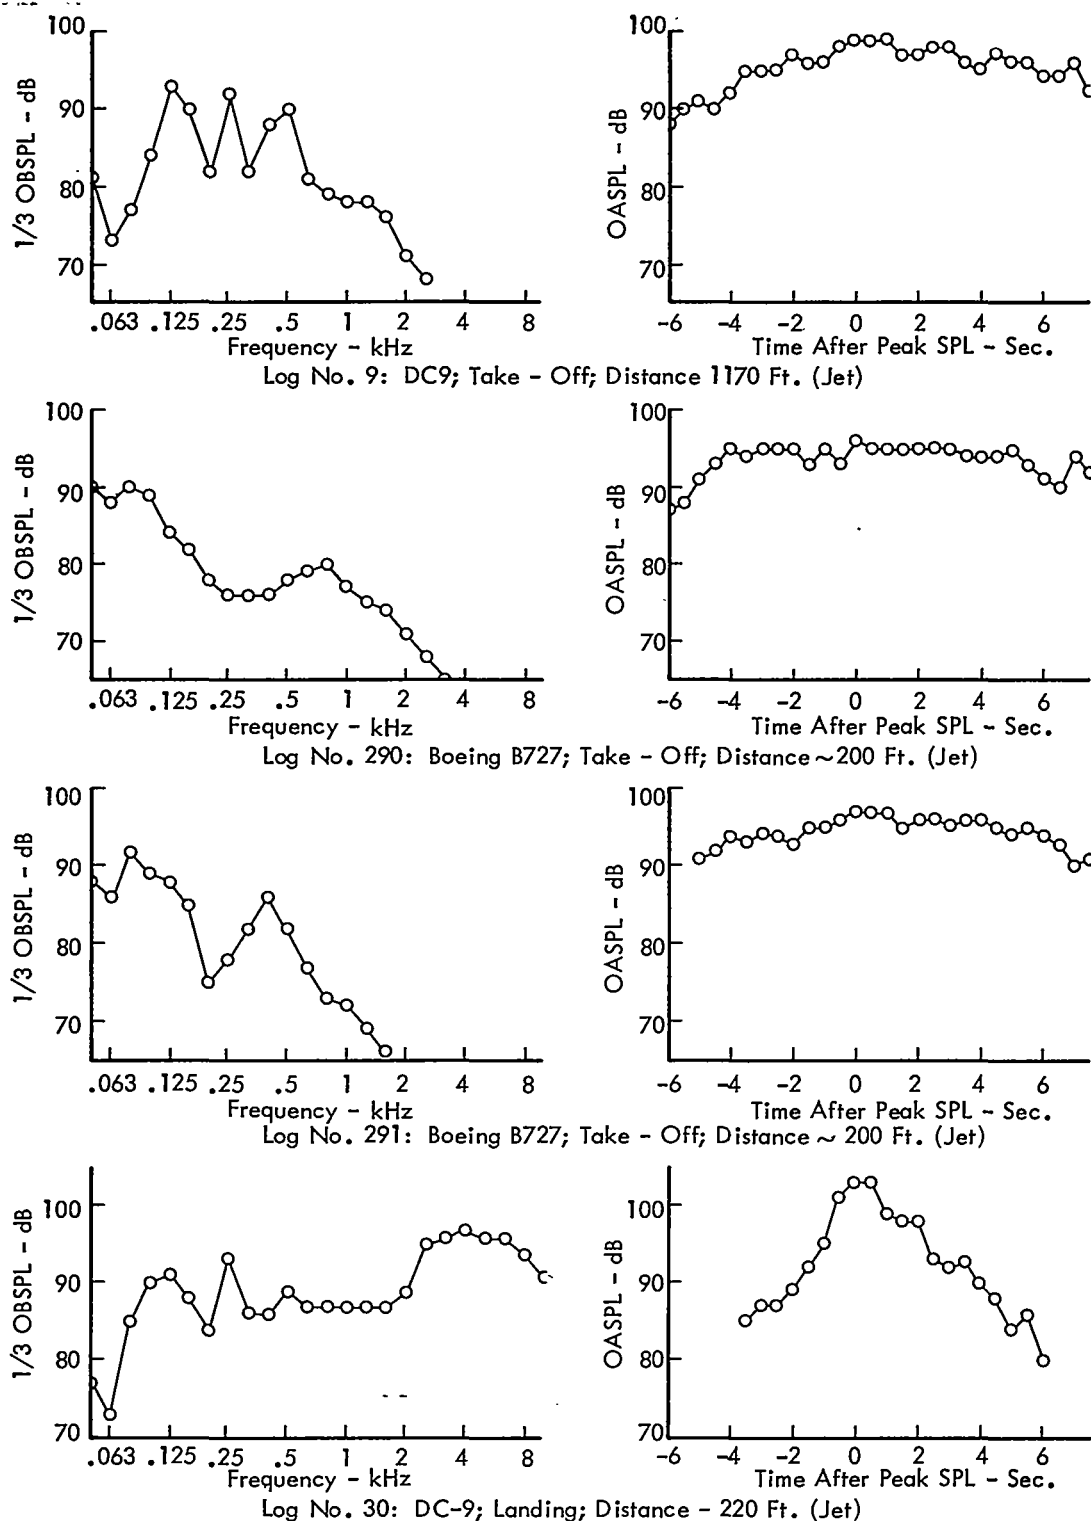 100
90
80
70
1/3 OBSPL - dB
.063 .125 .25 .5 1 2 4 8
Frequency - kHz
100
90
80
70
OASPL - dB
-6 -4 -2 0 2 4 6
Time After Peak SPL - Sec.
Log No. 9: DC9; Take - Off; Distance 1170 Ft. (Jet)
100
90
80
70
1/3 OBSPL - dB
.063 .125 .25 .5 1 2 4 8
Frequency - kHz
100
90
80
70
OASPL - dB
-6 -4 -2 0 2 4 6
Time After Peak SPL - Sec.
Log No. 290: Boeing B727; Take - Off; Distance ~200 Ft. (Jet)
100
90
80
70
1/3 OBSPL - dB
.063 .125 .25 .5 1 2 4 8
Frequency - kHz
100
90
80
70
OASPL - dB
-6 -4 -2 0 2 4 6
Time After Peak SPL - Sec.
Log No. 291: Boeing B727; Take - Off; Distance ~ 200 Ft. (Jet)
100
90
80
70
1/3 OBSPL - dB
.063 .125 .25 .5 1 2 4 8
Frequency - kHz
100
90
80
70
OASPL - dB
-6 -4 -2 0 2 4 6
Time After Peak SPL - Sec.
Log No. 30: DC-9; Landing; Distance - 220 Ft. (Jet)